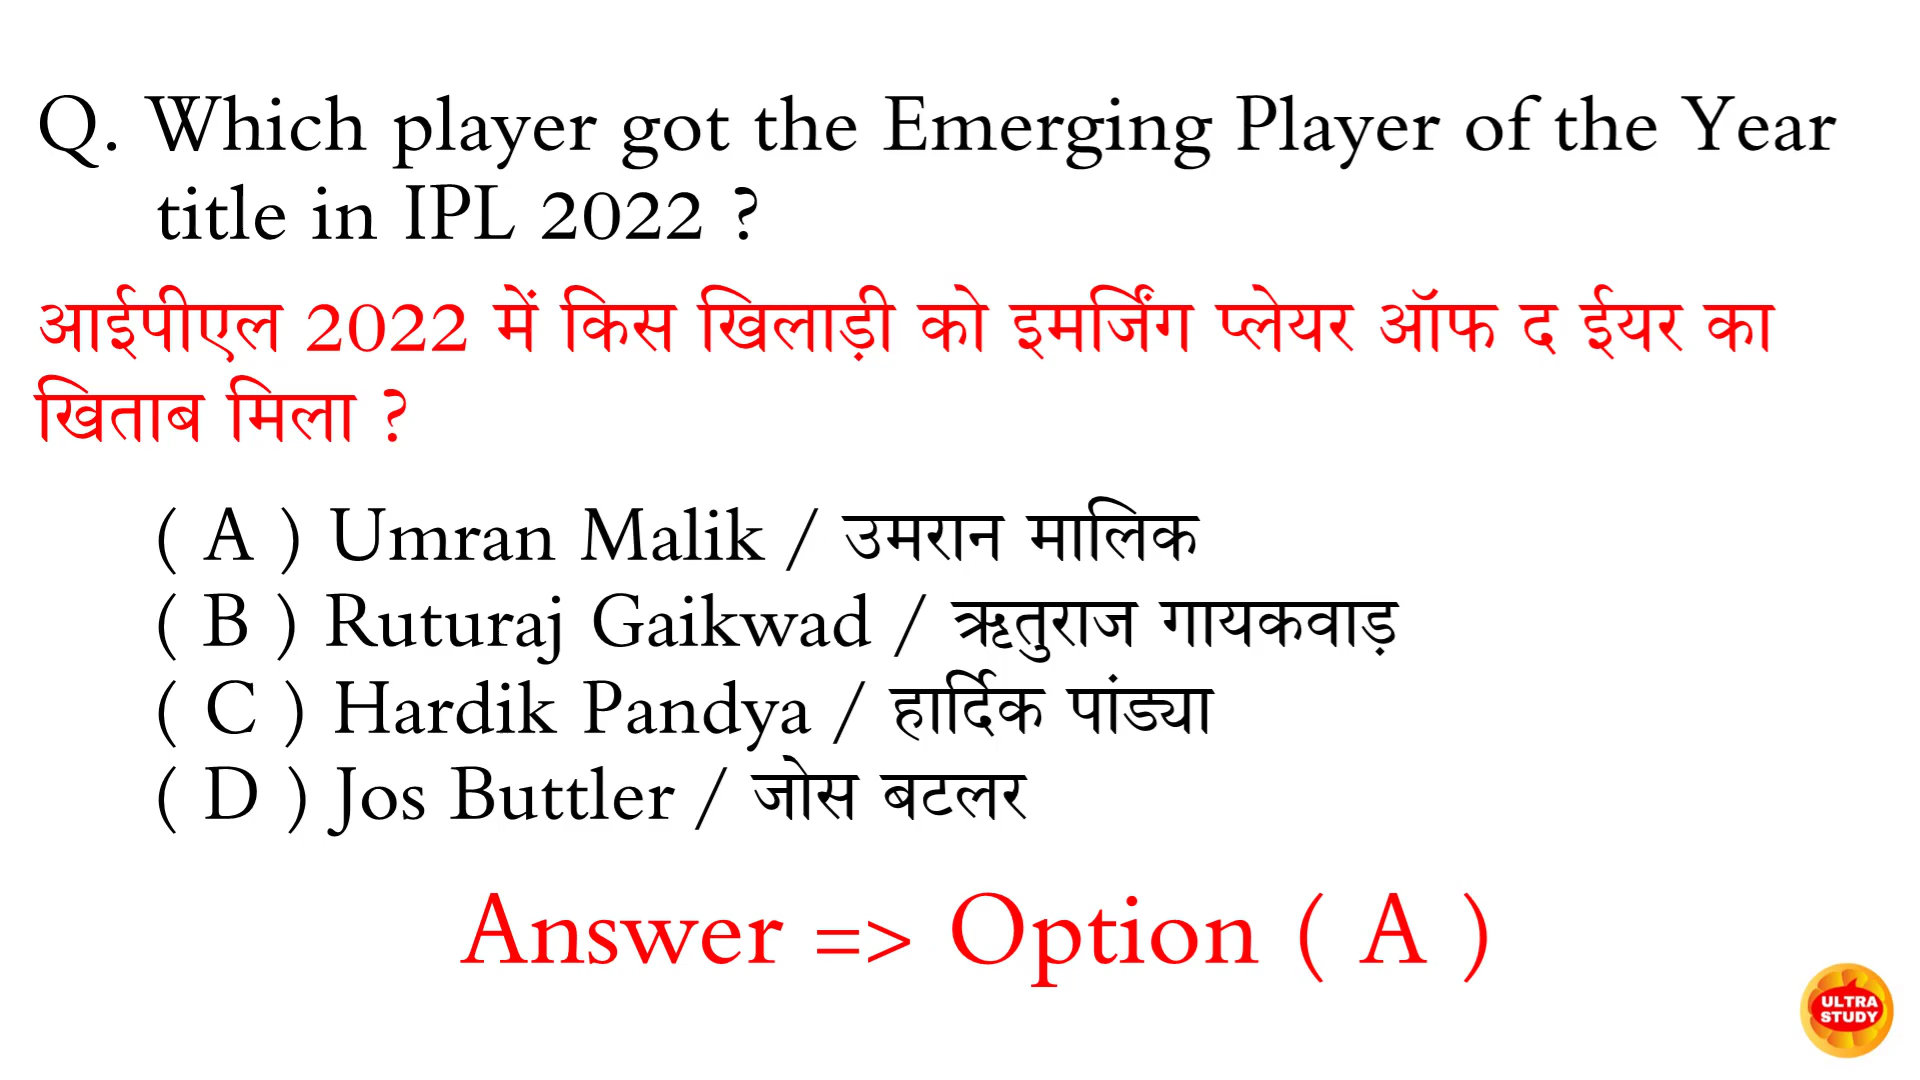 Q. Which player got the Emerging Player of the Year
title in IPL 2022 ?
आईपीएल 2022 में किस खिलाड़ी को इमर्जिंग प्लेयर ऑफ द ईयर का
खिताब मिला ?
( A ) Umran Malik / उमरान मालिक
( B ) Ruturaj Gaikwad / ऋतुराज गायकवाड़
( C ) Hardik Pandya / हार्दिक पांड्या
( D ) Jos Buttler / जोस बटलर
Answer => Option ( A )
ULTRA
STUDY